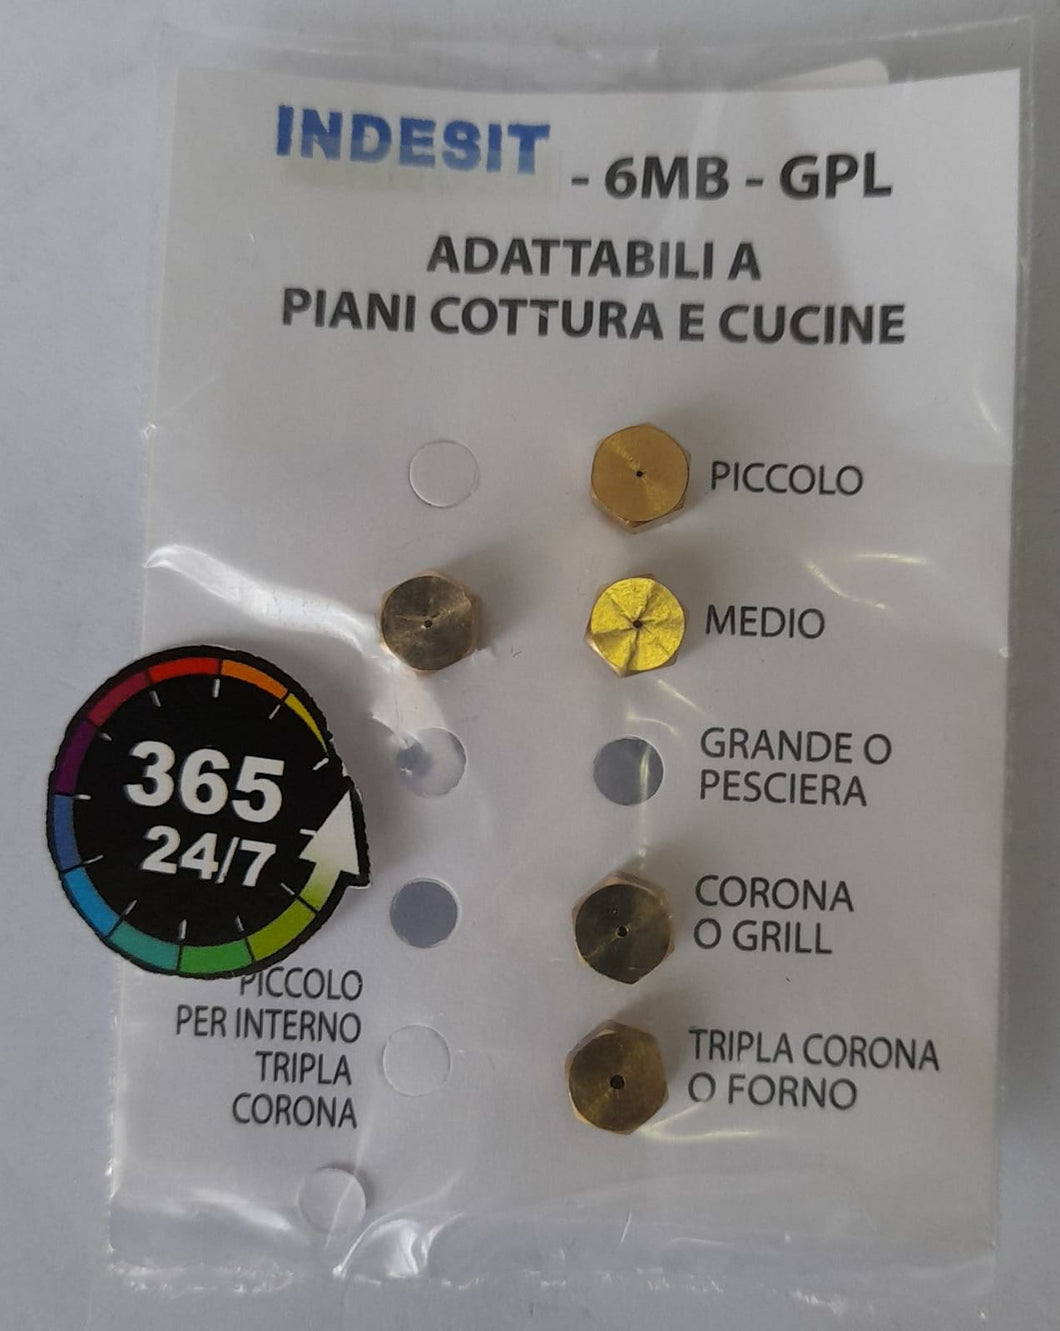 INDESIT - 6MB - GPL
ADATTABILI A
PIANI COTTURA E CUCINE
PICCOLO
MEDIO
GRANDE O
PESCIERA
365
24/7
CORONA
O GRILL
PICCOLO
PER INTERNO
TRIPLA
CORONA
TRIPLA CORONA
O FORNO